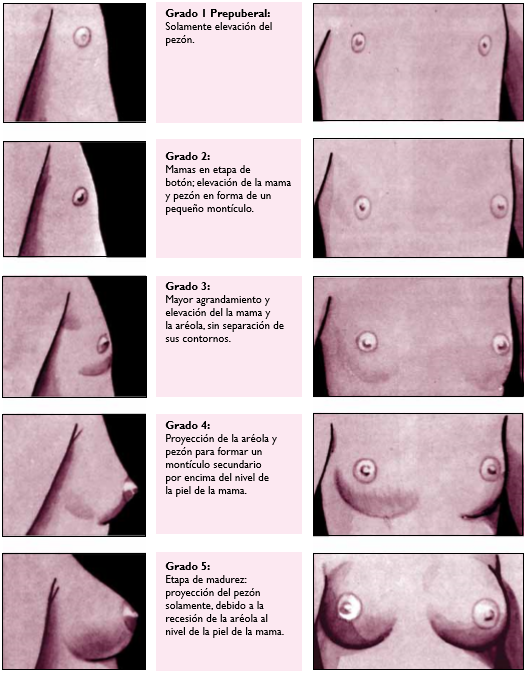 Grado 1 Prepuberal:
Solamente elevación del
pezón.
Grado 2:
Mamas en etapa de
botón; elevación de la mama
y pezón en forma de un
pequeño montículo.
Grado 3:
Mayor agrandamiento y
elevación del la mama y
la aréola, sin separación de
sus contornos.
Grado 4:
Proyección de la aréola y
pezón para formar un
montículo secundario
por encima del nivel de
la piel de la mama.
Grado 5:
Etapa de madurez:
proyección del pezón
solamente, debido a la
recesión de la aréola al
nivel de la piel de la mama.